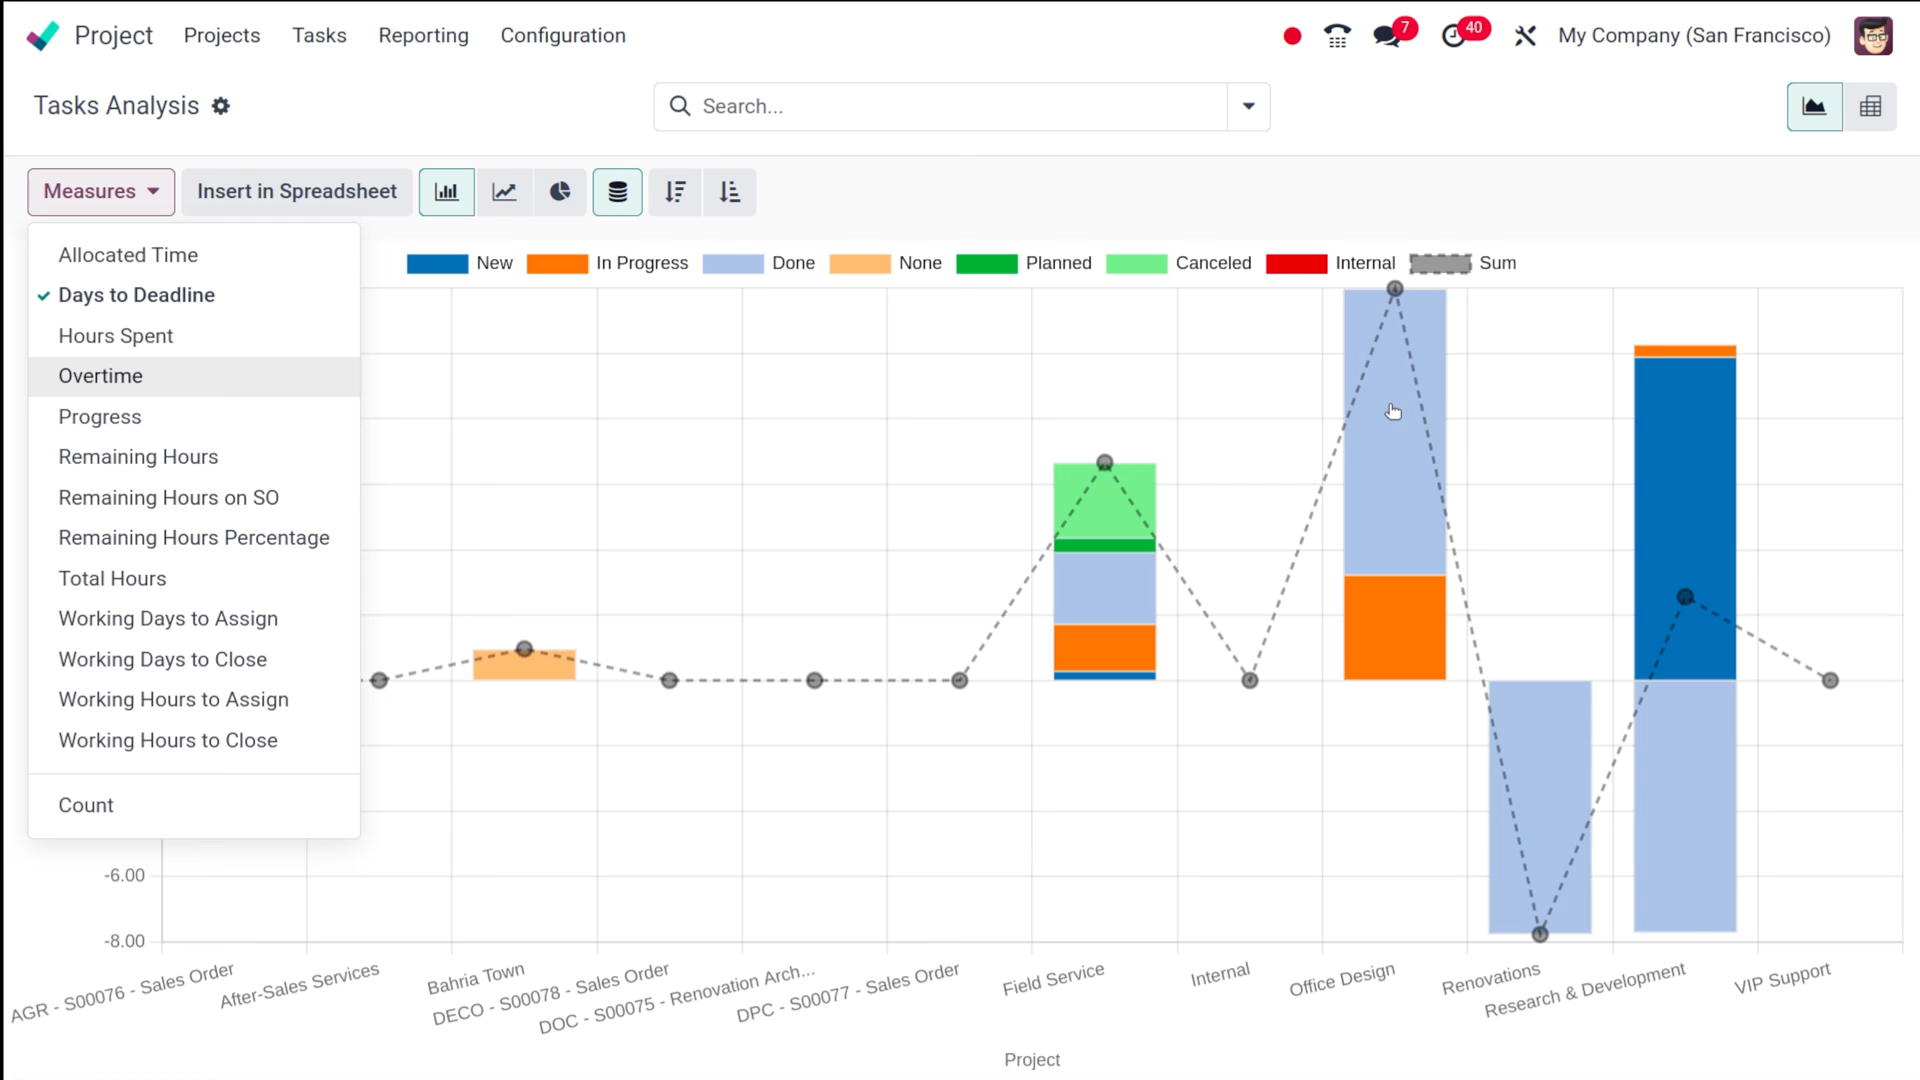 Project Projects Tasks Reporting Configuration 7 40 My Company (San Francisco)
Tasks Analysis Search...
Measures Insert in Spreadsheet
Allocated Time
Days to Deadline
Hours Spent
Overtime
Progress
Remaining Hours
Remaining Hours on SO
Remaining Hours Percentage
Total Hours
Working Days to Assign
Working Days to Close
Working Hours to Assign
Working Hours to Close
Count
New In Progress Done None Planned Canceled Internal Sum
-6.00
-8.00
AGR - S00076 - Sales Order
After-Sales Services
Bahria Town
DECO - S00078 - Sales Order
DOC - S00075 - Renovation Arch...
DPC - S00077 - Sales Order
Field Service
Internal
Office Design
Renovations
Research & Development
VIP Support
Project